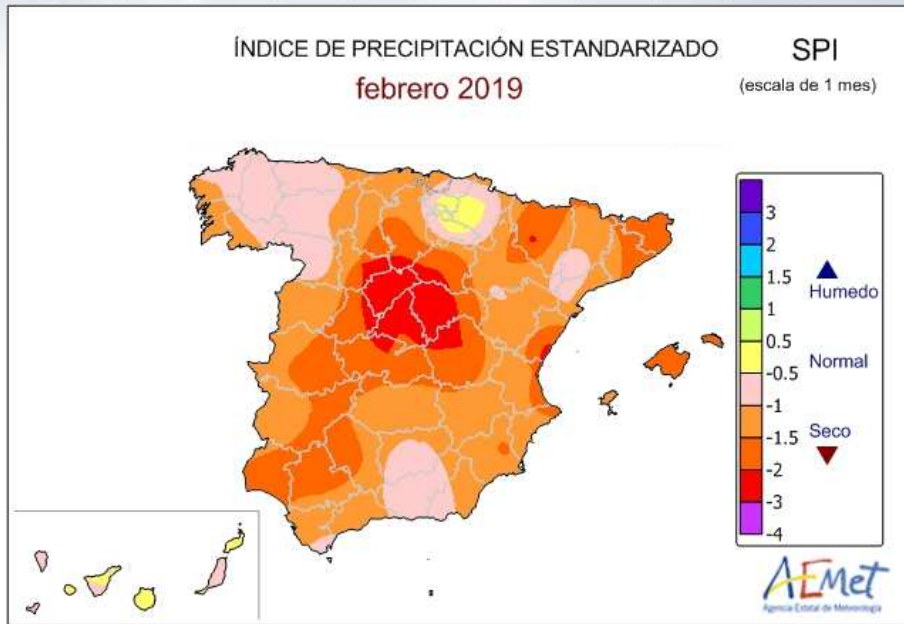 ÍNDICE DE PRECIPITACIÓN ESTANDARIZADO
SPI
febrero 2019
(escala de 1 mes)
3
2
1.5
Humedo
1
0.5
Normal
-0.5
-1
Seco
-1.5
-2
-3
-4
AEMet
Agencia Estatal de Meteorología